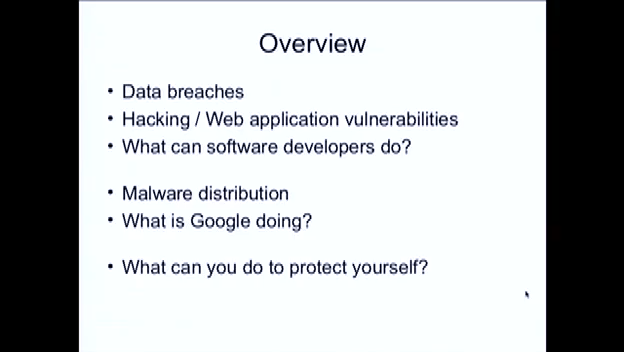 Overview
• Data breaches
• Hacking / Web application vulnerabilities
• What can software developers do?
• Malware distribution
• What is Google doing?
• What can you do to protect yourself?